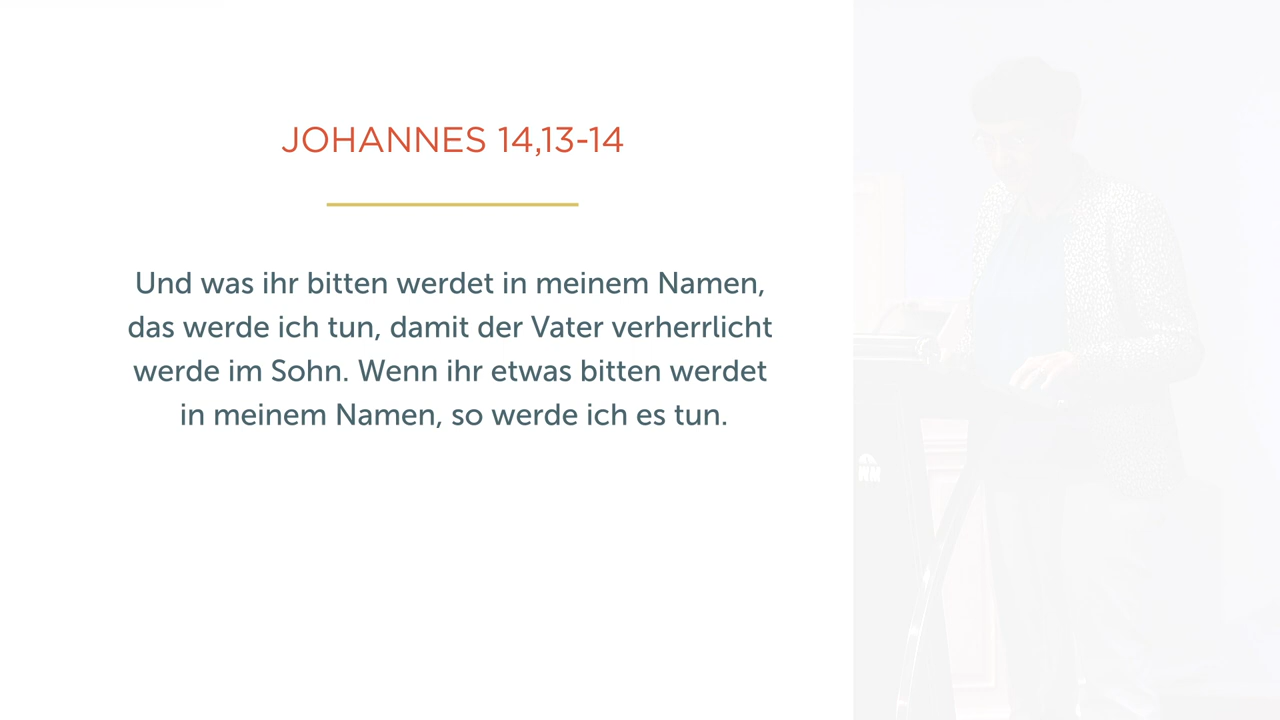 JOHANNES 14,13-14
Und was ihr bitten werdet in meinem Namen,
das werde ich tun, damit der Vater verherrlicht
werde im Sohn. Wenn ihr etwas bitten werdet
in meinem Namen, so werde ich es tun.